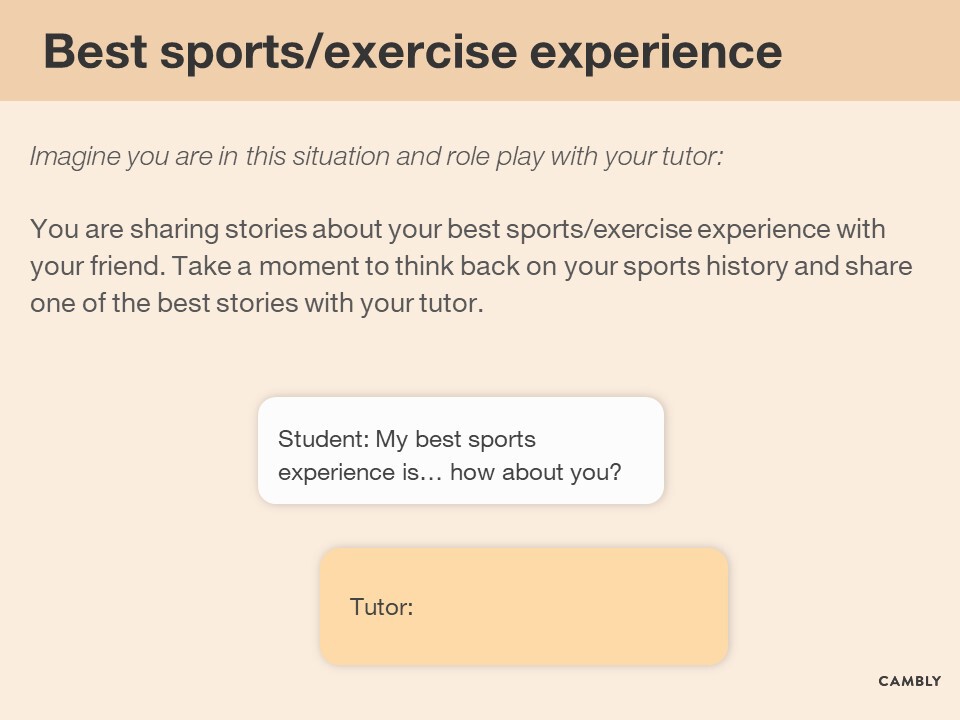 Best sports/exercise experience
Imagine you are in this situation and role play with your tutor:
You are sharing stories about your best sports/exercise experience with
your friend. Take a moment to think back on your sports history and share
one of the best stories with your tutor.
Student: My best sports
experience is… how about you?
Tutor:
CAMBLY